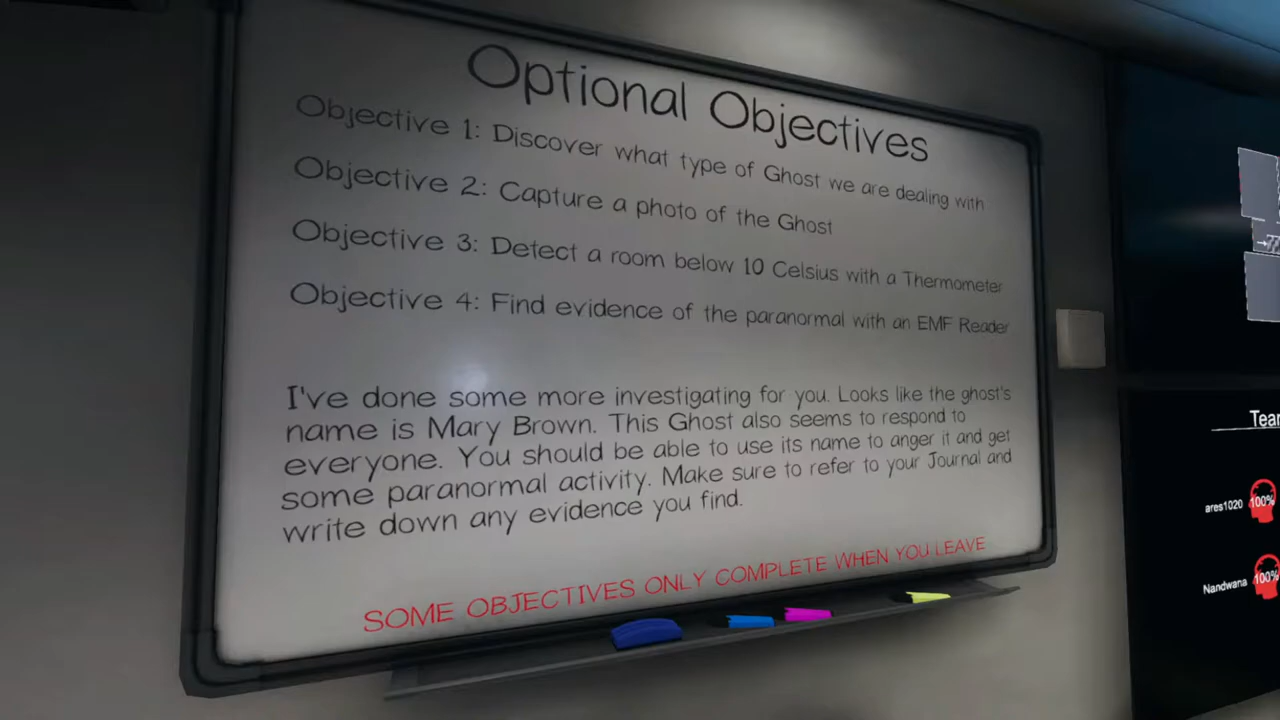 Optional Objectives
Objective 1: Discover what type of Ghost we are dealing with
Objective 2: Capture a photo of the Ghost
Objective 3: Detect a room below 10 Celsius with a Thermometer
Objective 4: Find evidence of the paranormal with an EMF Reader
I've done some more investigating for you. Looks like the ghost's
name is Mary Brown. This Ghost also seems to respond to
everyone. You should be able to use its name to anger it and get
some paranormal activity. Make sure to refer to your Journal and
write down any evidence you find.
SOME OBJECTIVES ONLY COMPLETE WHEN YOU LEAVE
ares1020 100%
Nandwana 100%